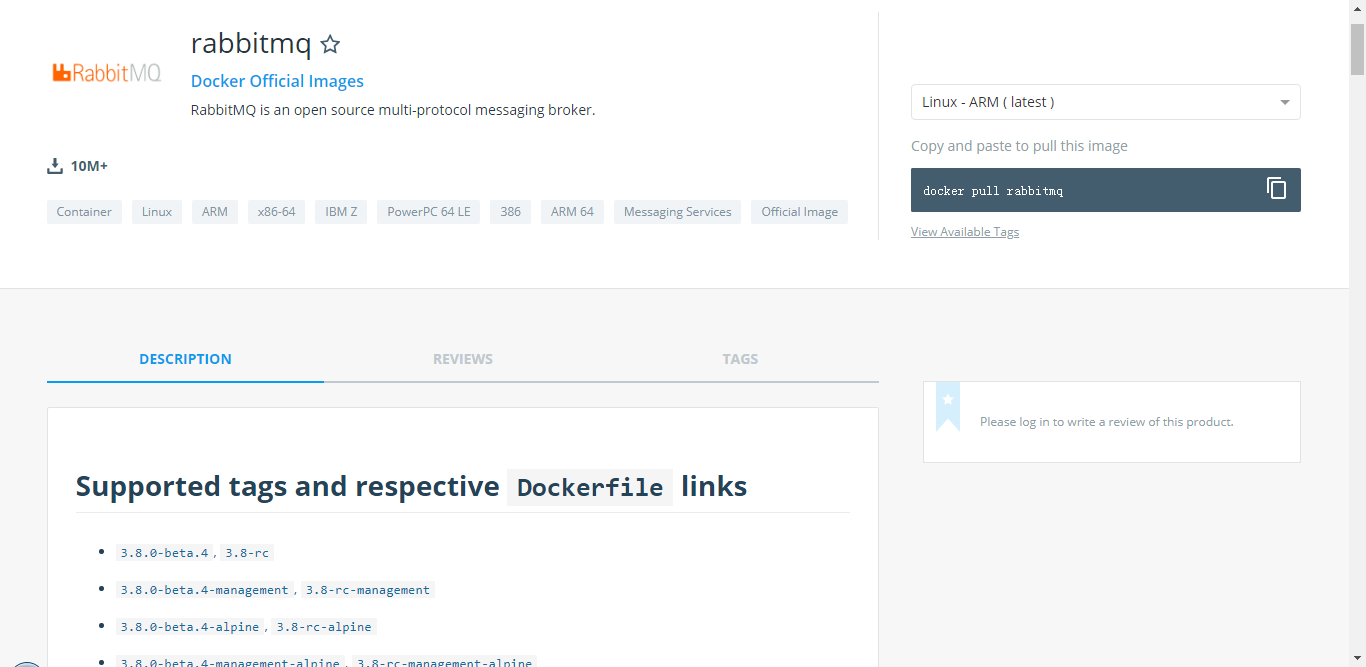 rabbitmq
RabbitMQ
Docker Official Images
RabbitMQ is an open source multi-protocol messaging broker.
10M+
Container Linux ARM x86-64 IBM Z PowerPC 64 LE 386 ARM 64 Messaging Services Official Image
Linux - ARM ( latest )
Copy and paste to pull this image
docker pull rabbitmq
View Available Tags
DESCRIPTION REVIEWS TAGS
Please log in to write a review of this product.
Supported tags and respective Dockerfile links
3.8.0-beta.4, 3.8-rc
3.8.0-beta.4-management, 3.8-rc-management
3.8.0-beta.4-alpine, 3.8-rc-alpine
3.8.0-beta.4-management-alpine, 3.8-rc-management-alpine